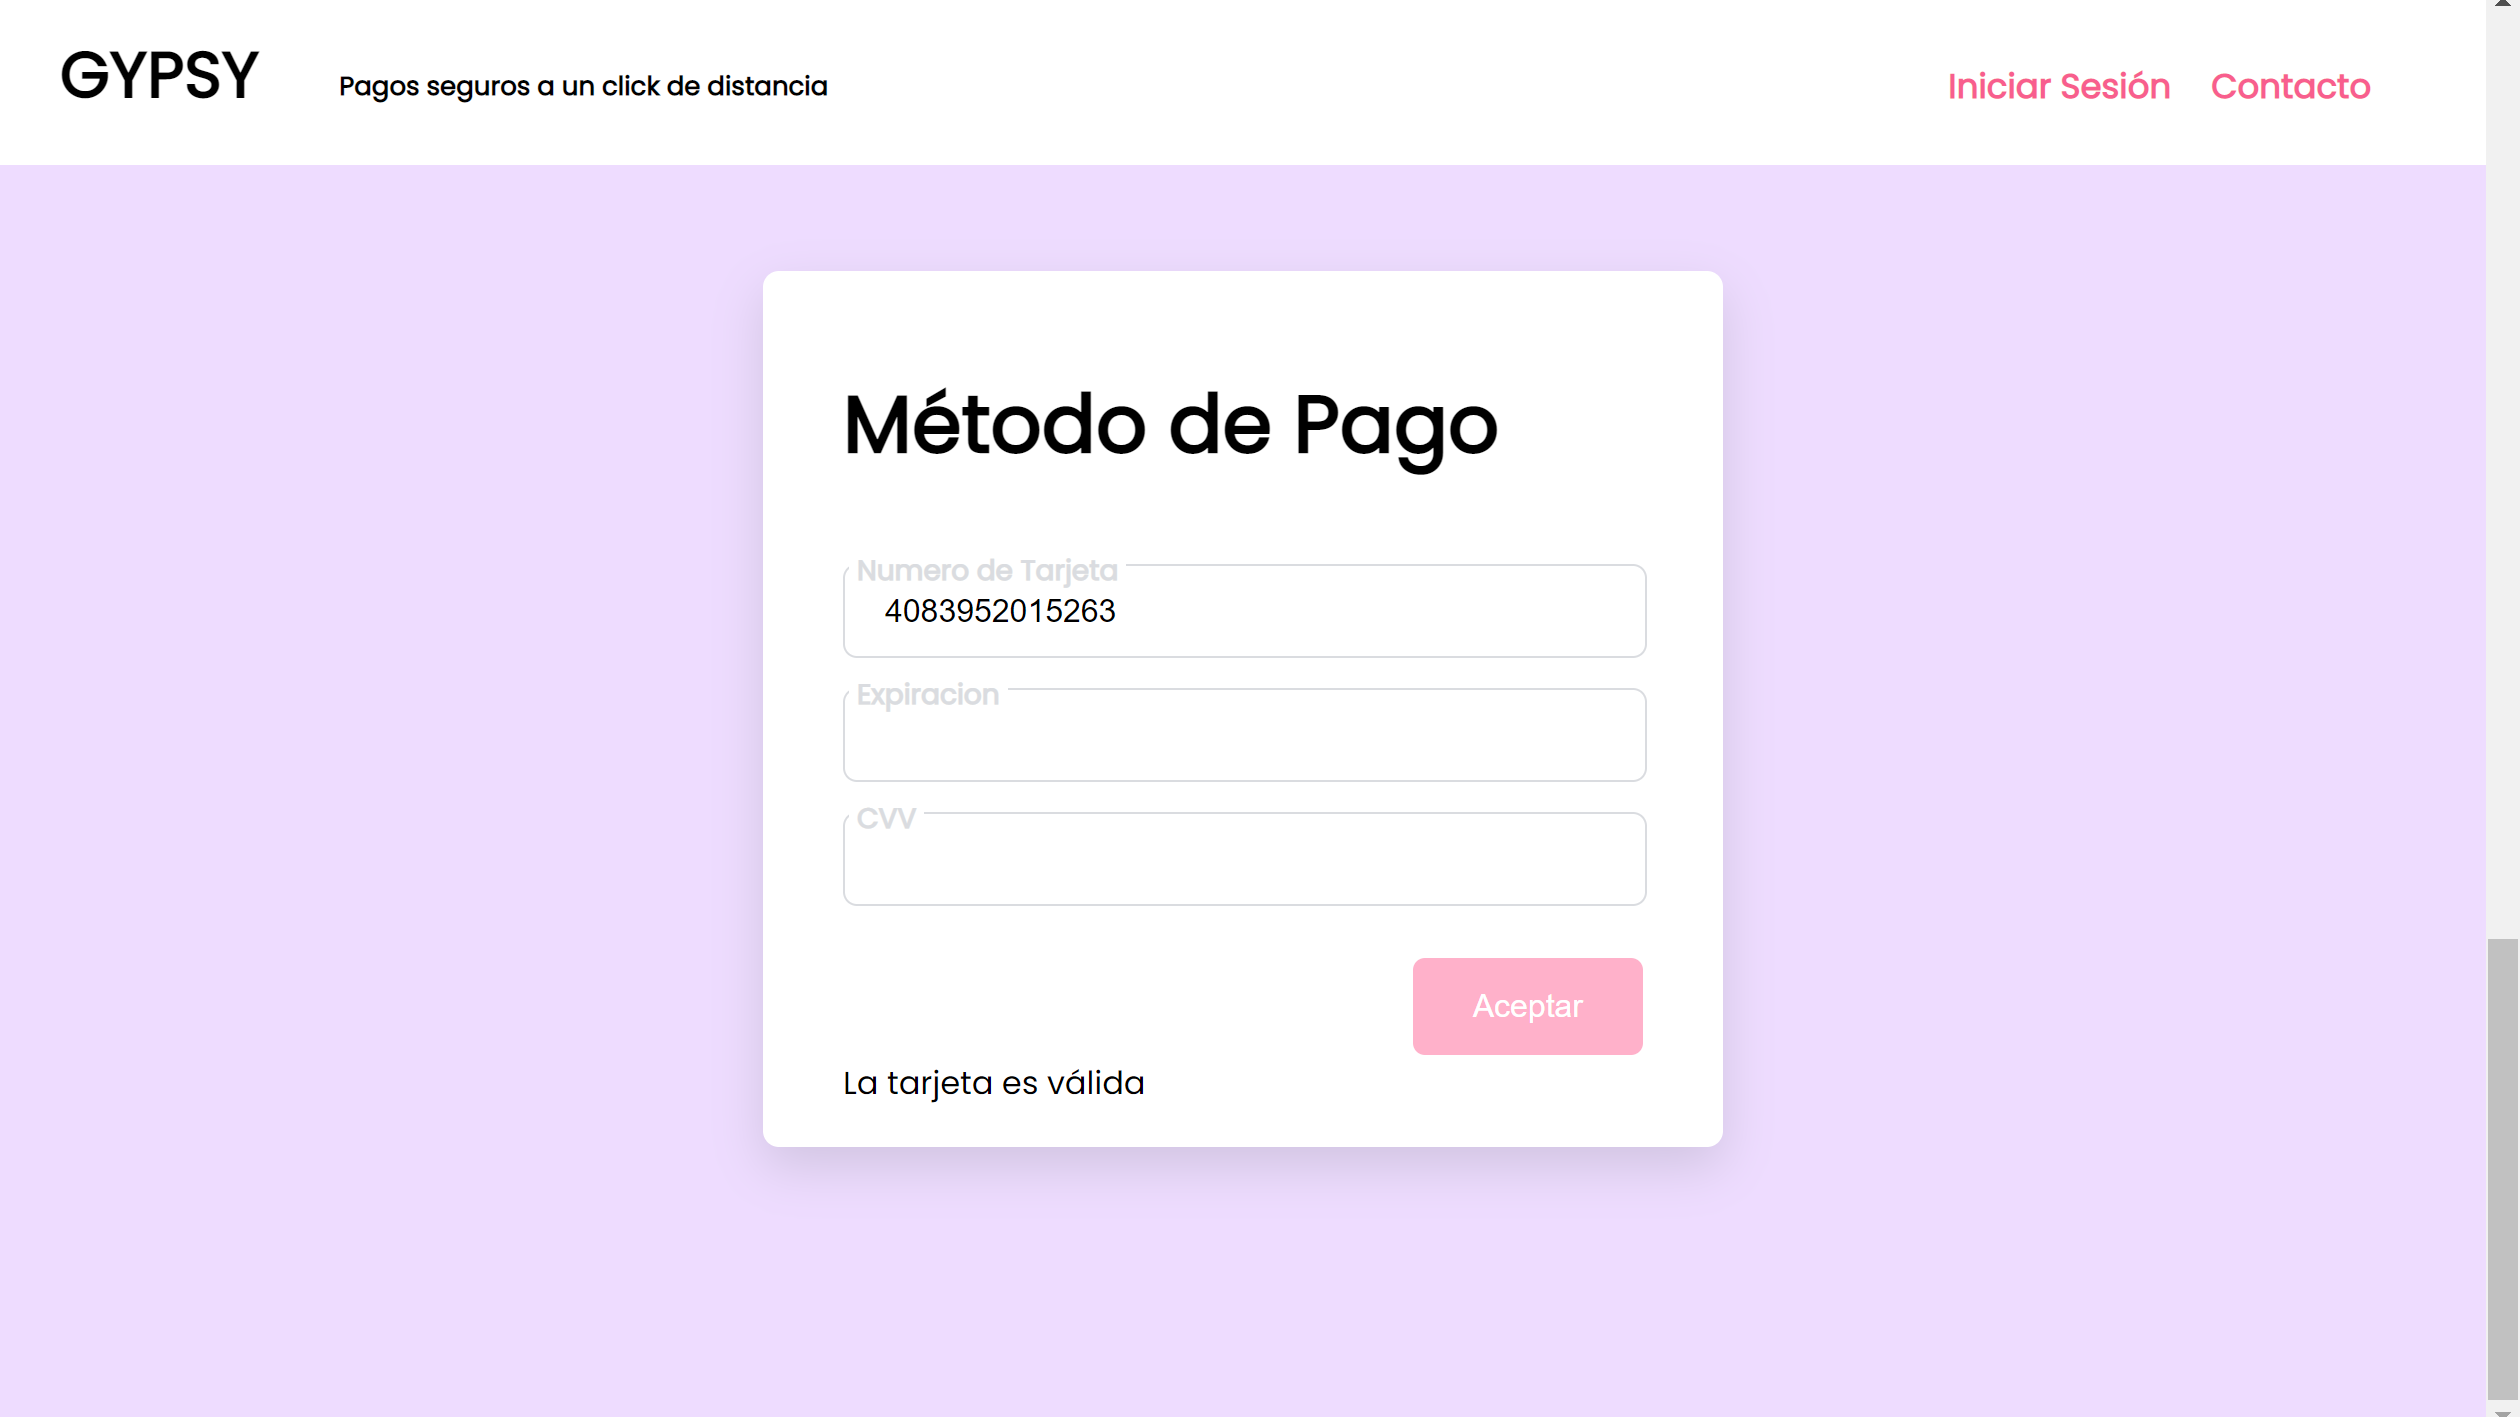 GYPSY
Pagos seguros a un click de distancia
Iniciar Sesión
Contacto
Método de Pago
Numero de Tarjeta
4083952015263
Expiracion
CVV
Aceptar
La tarjeta es válida